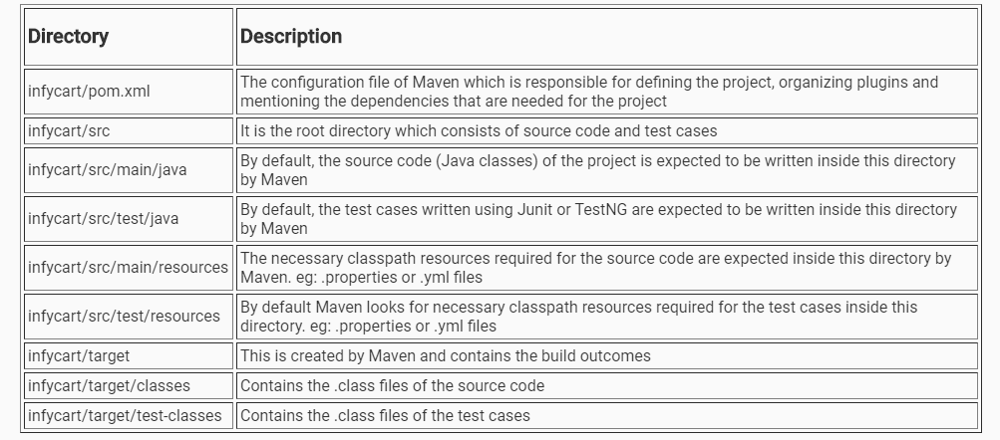 Directory Description
infycart/pom.xml The configuration file of Maven which is responsible for defining the project, organizing plugins and
mentioning the dependencies that are needed for the project
infycart/src It is the root directory which consists of source code and test cases
infycart/src/main/java By default, the source code (Java classes) of the project is expected to be written inside this directory
by Maven
infycart/src/test/java By default, the test cases written using Junit or TestNG are expected to be written inside this directory
by Maven
infycart/src/main/resources The necessary classpath resources required for the source code are expected inside this directory by
Maven. eg: .properties or .yml files
infycart/src/test/resources By default Maven looks for necessary classpath resources required for the test cases inside this
directory. eg: .properties or .yml files
infycart/target This is created by Maven and contains the build outcomes
infycart/target/classes Contains the .class files of the source code
infycart/target/test-classes Contains the .class files of the test cases